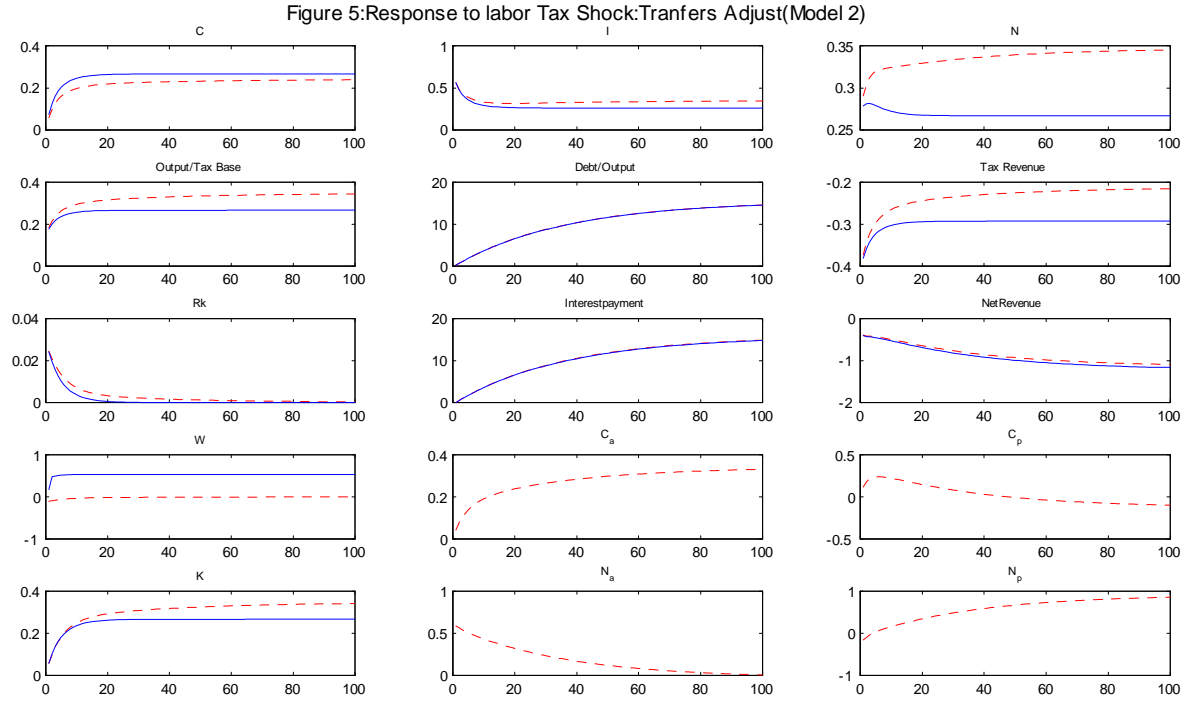 Figure 5:Response to labor Tax Shock:Tranfers Adjust(Model 2)
C
I
N
0.4
0.2
0
0 20 40 60 80 100
1
0.5
0
0 20 40 60 80 100
0.35
0.3
0.25
0 20 40 60 80 100
Output/Tax Base
Debt/Output
Tax Revenue
0.4
0.2
0
0 20 40 60 80 100
20
10
0
0 20 40 60 80 100
-0.2
-0.3
-0.4
0 20 40 60 80 100
Rk
Interestpayment
NetRevenue
0.04
0.02
0
0 20 40 60 80 100
20
10
0
0 20 40 60 80 100
0
-1
-2
0 20 40 60 80 100
W
C_a
C_p
1
0
-1
0 20 40 60 80 100
0.4
0.2
0
0 20 40 60 80 100
0.5
0
-0.5
0 20 40 60 80 100
K
N_a
N_p
0.4
0.2
0
0 20 40 60 80 100
1
0.5
0
0 20 40 60 80 100
1
0
-1
0 20 40 60 80 100